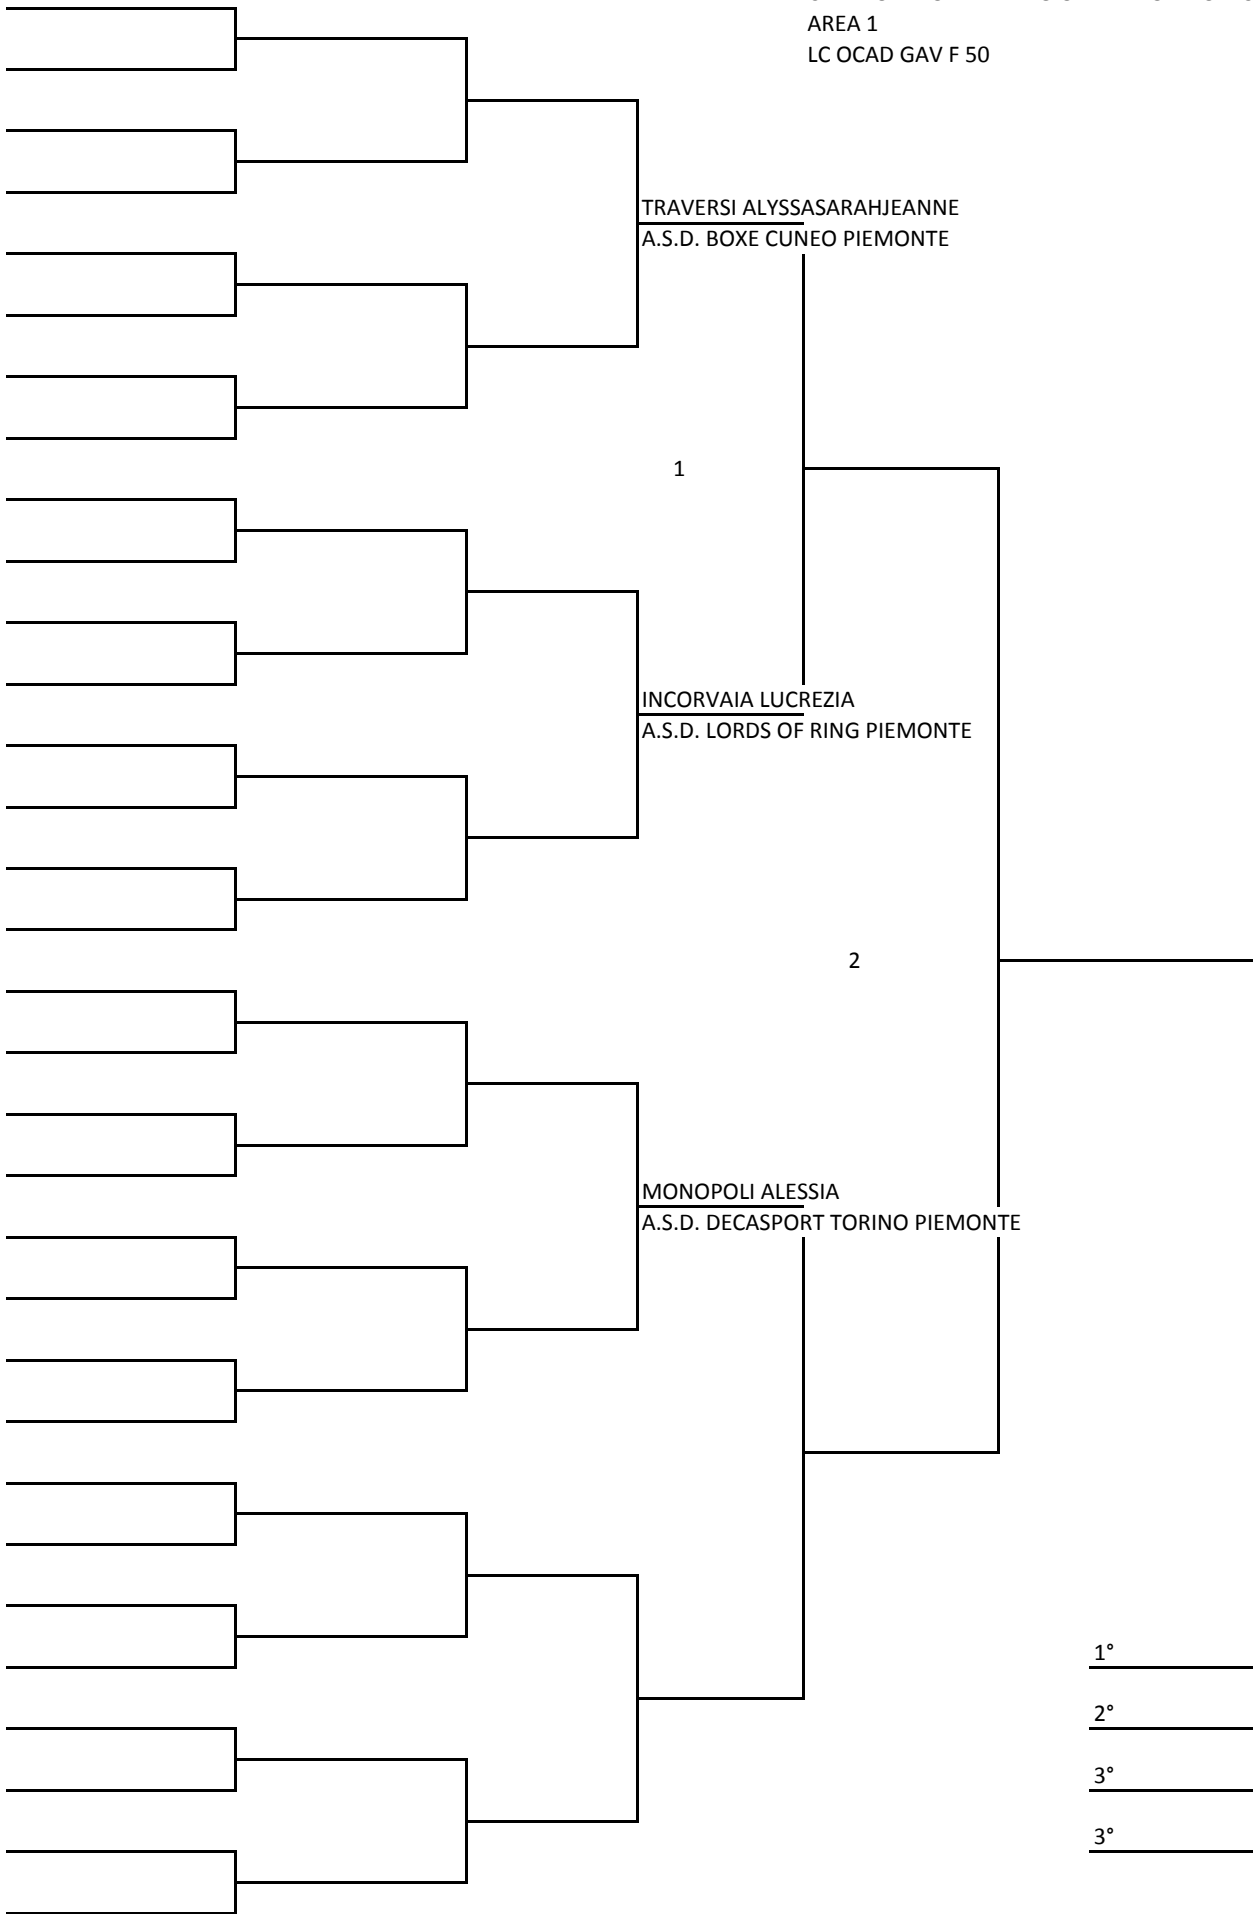 AREA 1
LC OCAD GAV F 50
TRAVERSI ALYSSASARAHJEANNE
A.S.D. BOXE CUNEO PIEMONTE
1
INCORVAIA LUCREZIA
A.S.D. LORDS OF RING PIEMONTE
2
MONOPOLI ALESSIA
A.S.D. DECASPORT TORINO PIEMONTE
1°
2°
3°
3°